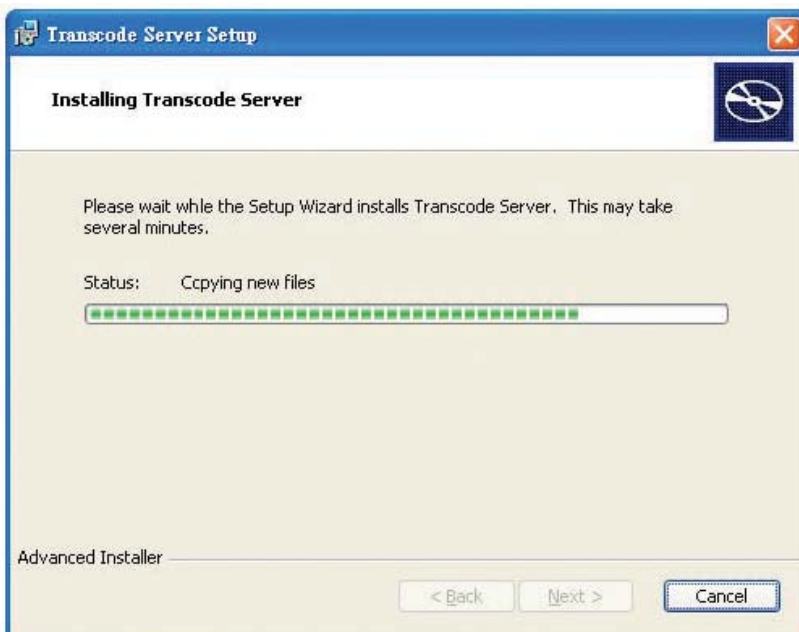 Transcode Server Setup
Installing Transcode Server
Please wait whle the Setup Wizard installs Transcode Server. This may take
several minutes.
Status: Ccpying new files
Advanced Installer
< Back Next > Cancel